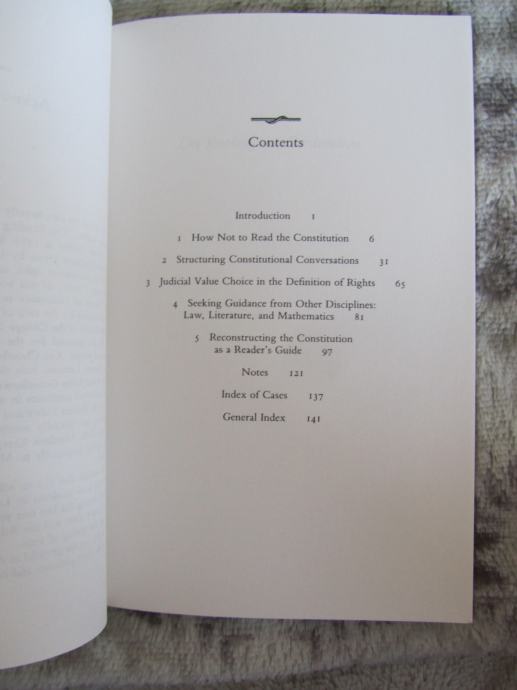 Contents
Introduction 1
1 How Not to Read the Constitution 6
2 Structuring Constitutional Conversations 31
3 Judicial Value Choice in the Definition of Rights 65
4 Seeking Guidance from Other Disciplines:
Law, Literature, and Mathematics 81
5 Reconstructing the Constitution
as a Reader's Guide 97
Notes 121
Index of Cases 137
General Index 141